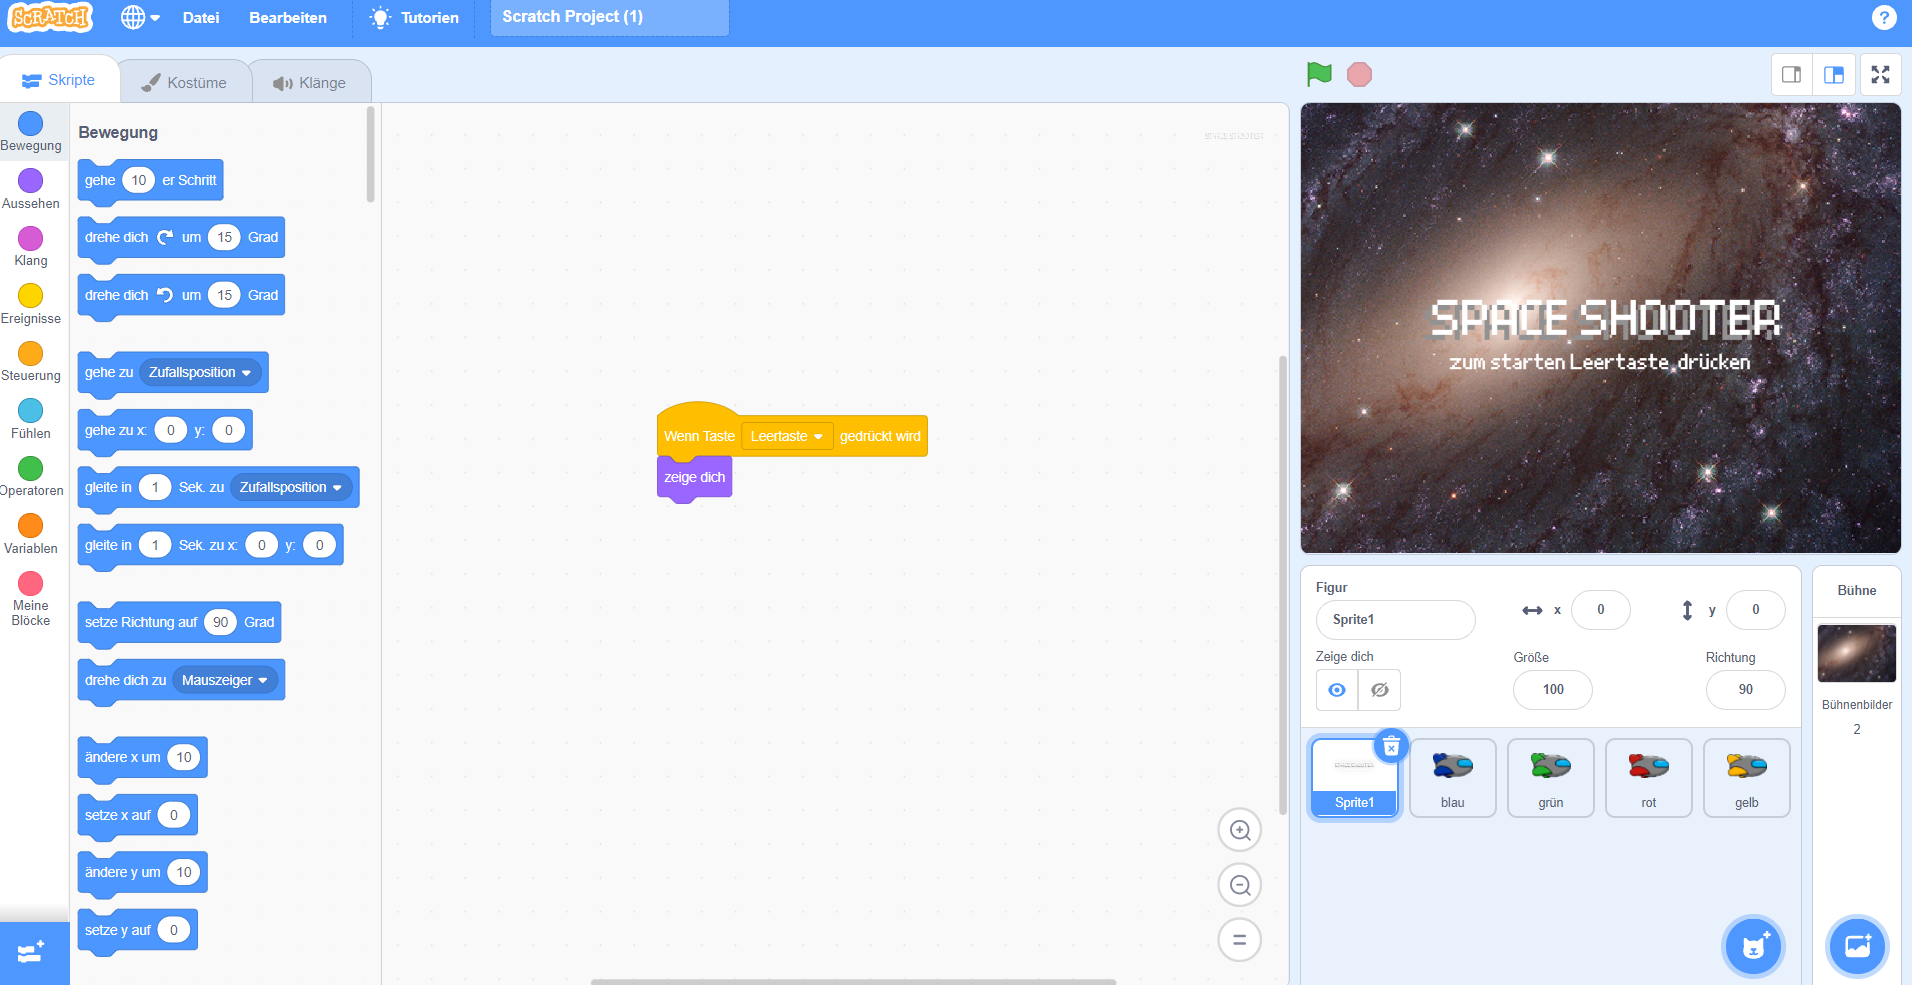 SCRATCH
Datei
Bearbeiten
Tutorien
Scratch Project (1)
?
Skripte
Kostüme
Klänge
Bewegung
Aussehen
Klang
Ereignisse
Steuerung
Fühlen
Operatoren
Variablen
Meine
Blöcke
Bewegung
gehe 10 er Schritt
drehe dich um 15 Grad
drehe dich um 15 Grad
gehe zu Zufallsposition
gehe zu x: 0 y: 0
gleite in 1 Sek. zu Zufallsposition
gleite in 1 Sek. zu x: 0 y: 0
setze Richtung auf 90 Grad
drehe dich zu Mauszeiger
ändere x um 10
setze x auf 0
ändere y um 10
setze y auf 0
SPACE SHOOTER
Wenn Taste Leertaste gedrückt wird
zeige dich
SPACE SHOOTER
zum starten Leertaste drücken
Figur
Sprite1
x 0
y 0
Zeige dich
Größe
100
Richtung
90
SPACE SHOOTER
Sprite1
blau
grün
rot
gelb
Bühne
Bühnenbilder
2